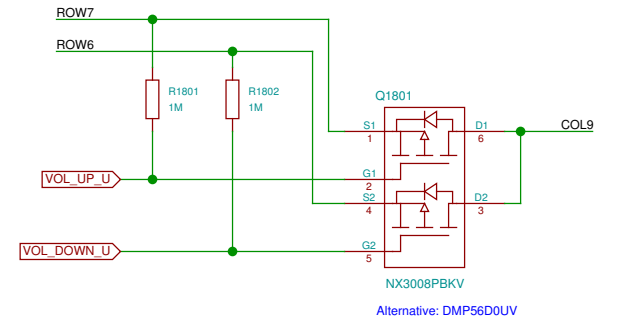 ROW7
ROW6
R1801
1M
R1802
1M
Q1801
S1
1
D1
6
COL9
VOL_UP_U
G1
2
S2
4
D2
3
VOL_DOWN_U
G2
5
NX3008PBKV
Alternative: DMP56D0UV